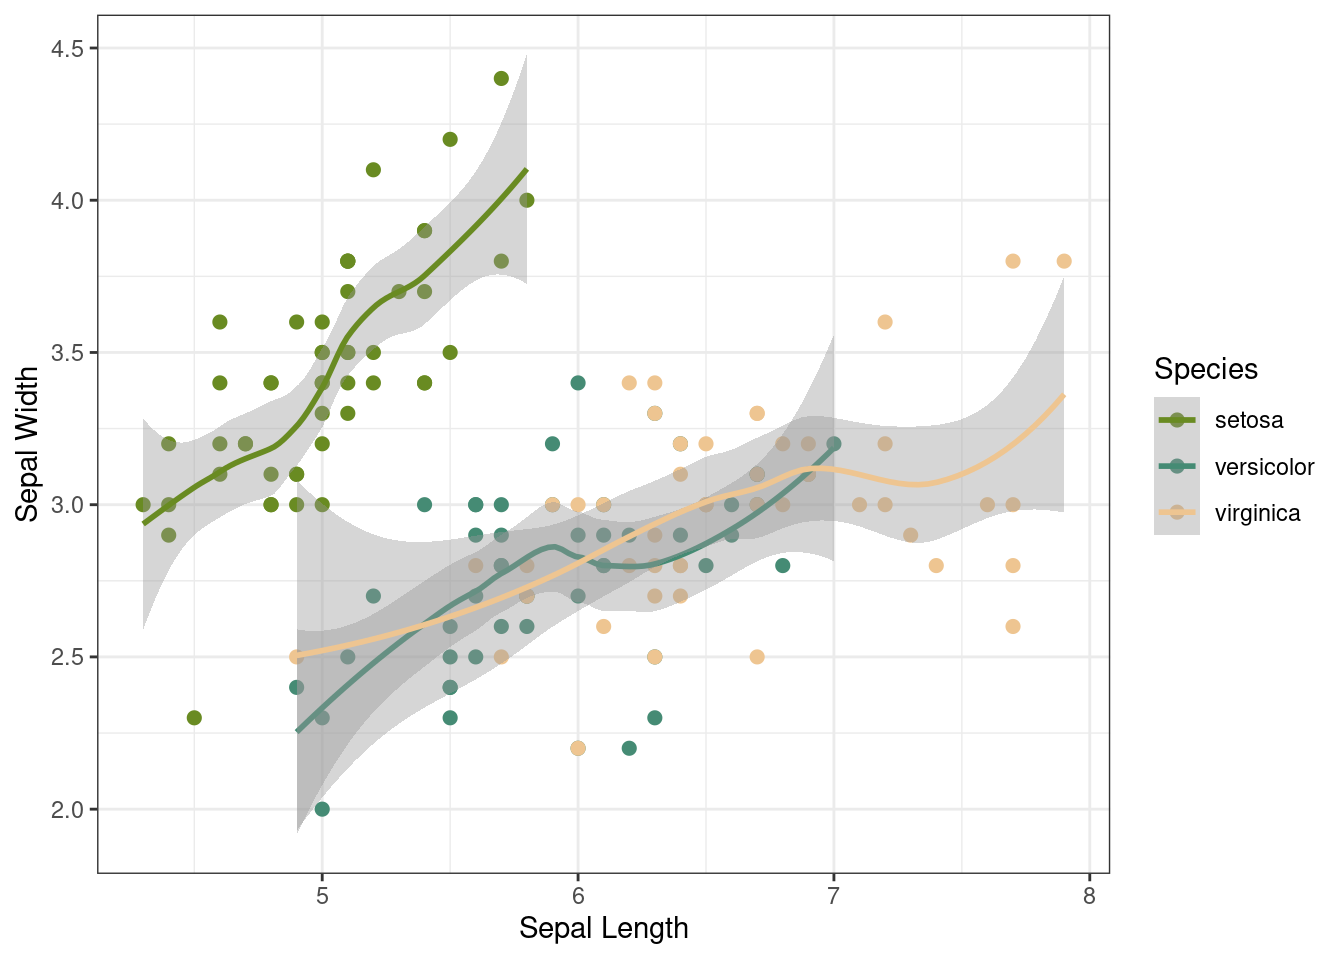 4.5
4.0
3.5
3.0
2.5
2.0
Sepal Width
5 6 7 8
Sepal Length
Species
setosa
versicolor
virginica